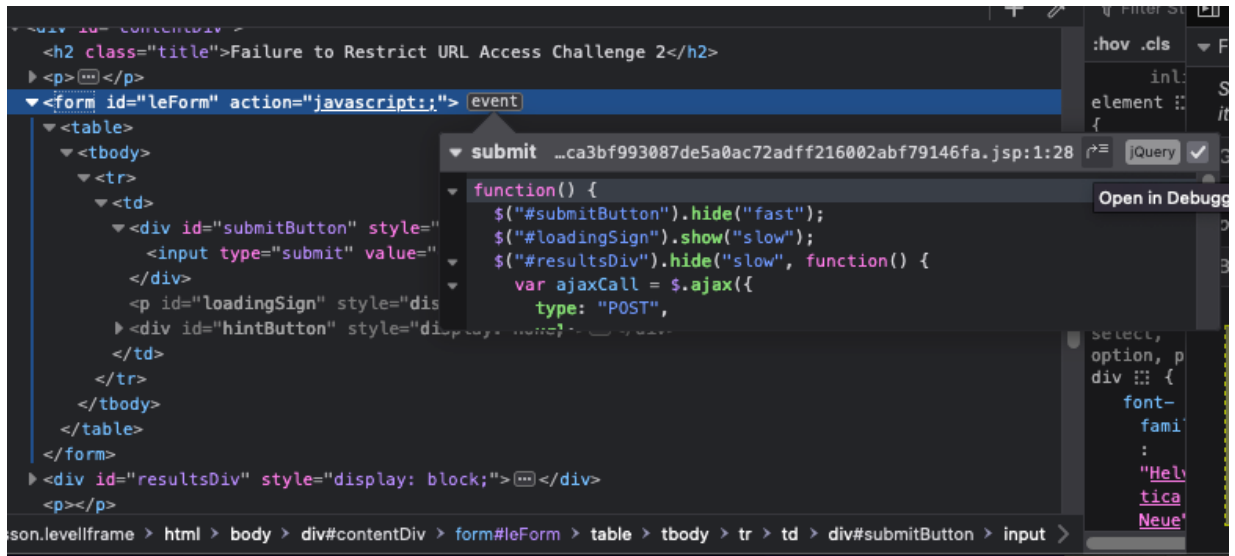 Filter St
<div id="contentDiv">
<h2 class="title">Failure to Restrict URL Access Challenge 2</h2>
<p></p>
<form id="leForm" action="javascript:;"> event
<table>
<tbody>
<tr>
<td>
<div id="submitButton" style="
<input type="submit" value="
</div>
<p id="loadingSign" style="dis
<div id="hintButton" style="display: none;"></div>
</td>
</tr>
</tbody>
</table>
</form>
<div id="resultsDiv" style="display: block;"></div>
<p></p>
submit …ca3bf993087de5a0ac72adff216002abf79146fa.jsp:1:28 jQuery
function() {
$("#submitButton").hide("fast");
$("#loadingSign").show("slow");
$("#resultsDiv").hide("slow", function() {
var ajaxCall = $.ajax({
type: "POST",
Open in Debugg
:hov .cls
inl
element
{
select,
option, p
div {
font-
fami
:
"Helv
tica
Neue"
F
S
it
sson.levelIframe > html > body > div#contentDiv > form#leForm > table > tbody > tr > td > div#submitButton > input >